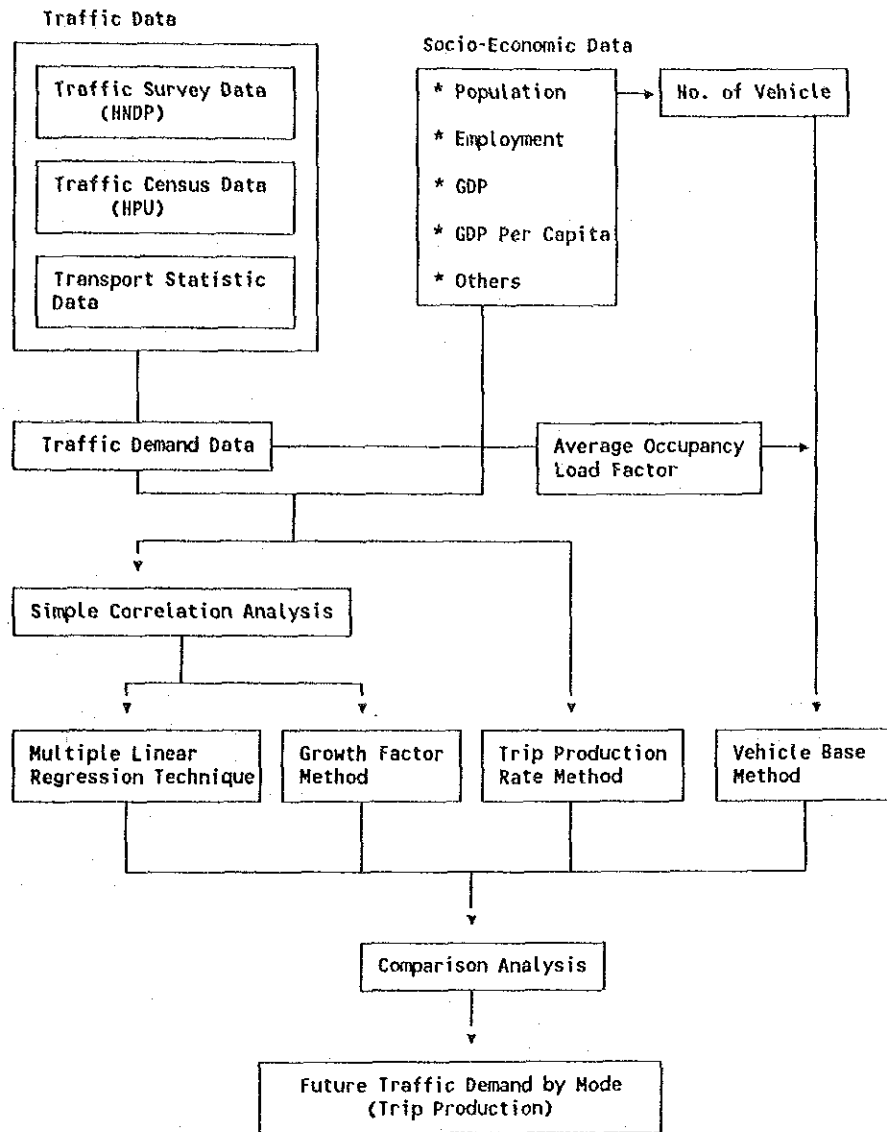 Traffic Data
Traffic Survey Data
(HNDP)
Traffic Census Data
(HPU)
Transport Statistic
Data
Socio-Economic Data
* Population
* Employment
* GDP
* GDP Per Capita
* Others
No. of Vehicle
Traffic Demand Data
Average Occupancy
Load Factor
Simple Correlation Analysis
Multiple Linear
Regression Technique
Growth Factor
Method
Trip Production
Rate Method
Vehicle Base
Method
Comparison Analysis
Future Traffic Demand by Mode
(Trip Production)